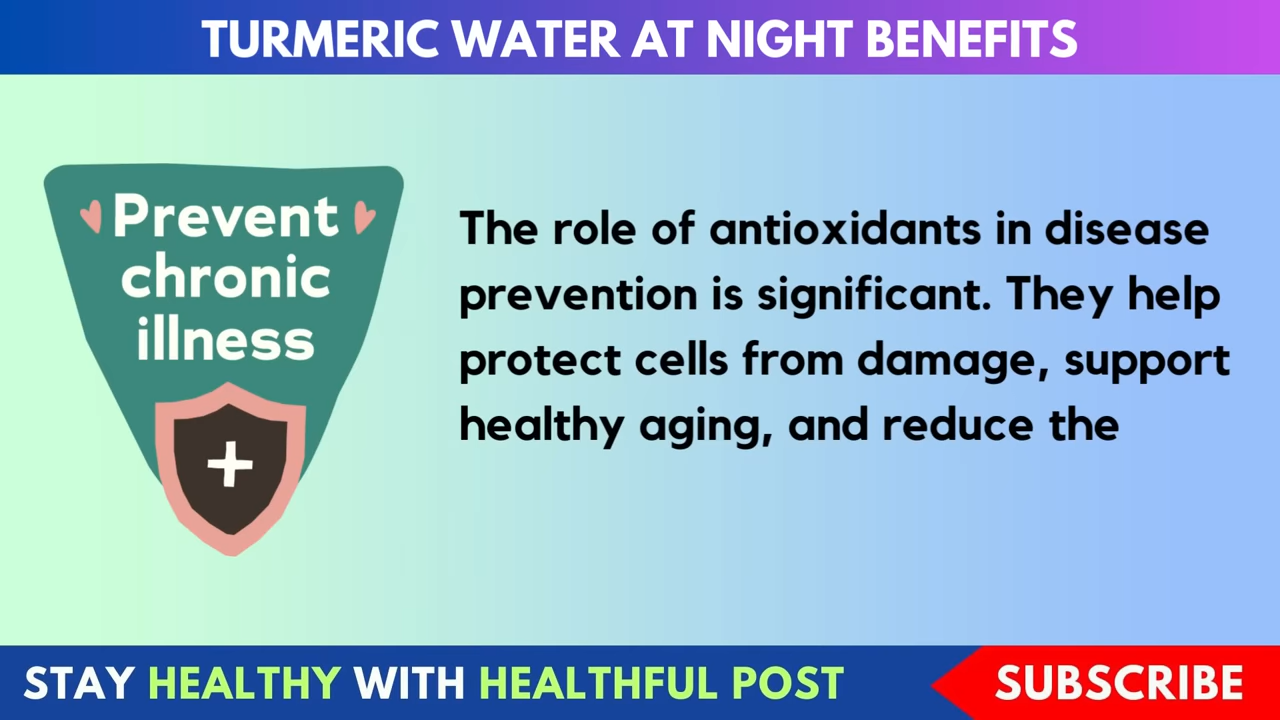 TURMERIC WATER AT NIGHT BENEFITS
Prevent
chronic
illness
The role of antioxidants in disease
prevention is significant. They help
protect cells from damage, support
healthy aging, and reduce the
STAY HEALTHY WITH HEALTHFUL POST
SUBSCRIBE